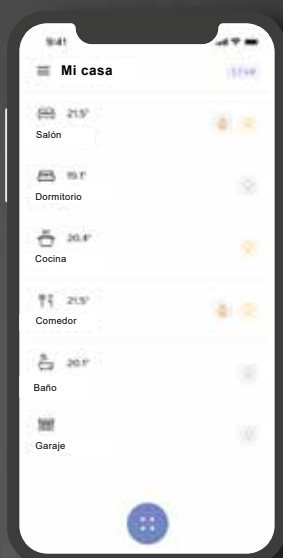 9:41
Mi casa
21.5°
Salón
19.1°
Dormitorio
20.4°
Cocina
21.5°
Comedor
20.1°
Baño
Garaje